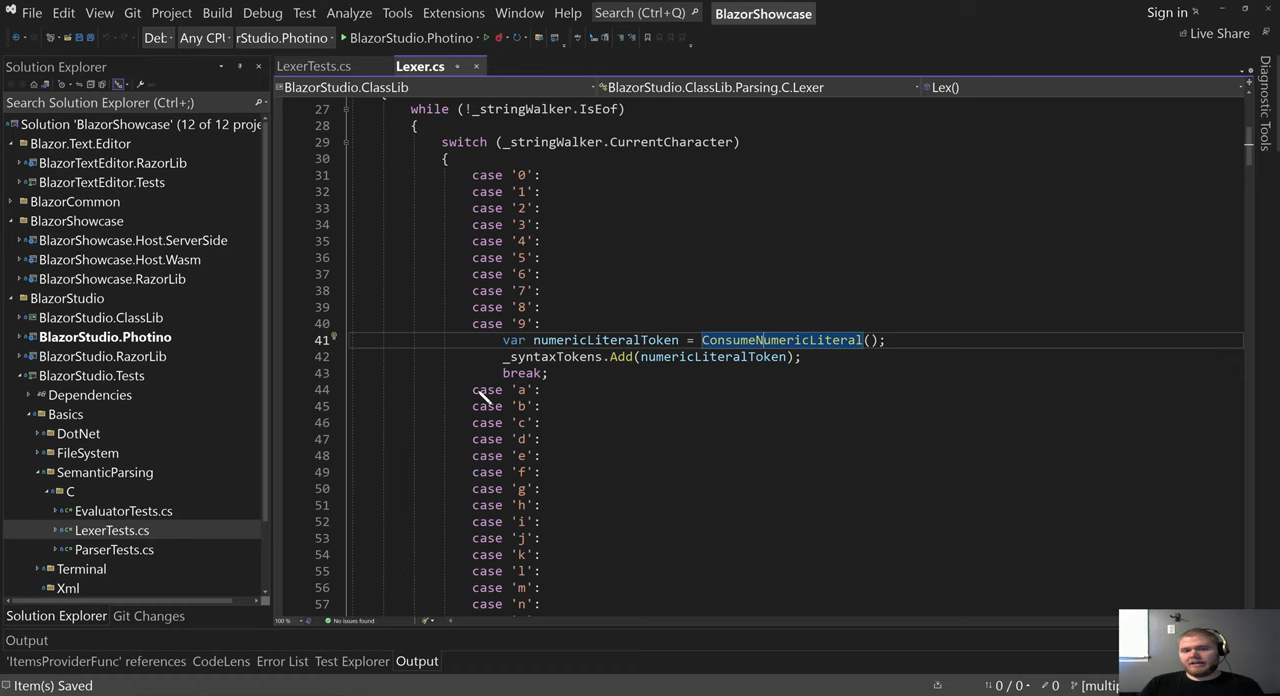 File Edit View Git Project Build Debug Test Analyze Tools Extensions Window Help Search (Ctrl+Q) BlazorShowcase Sign in
Deb Any CPU rStudio.Photino BlazorStudio.Photino Live Share
Solution Explorer
LexerTests.cs Lexer.cs
BlazorStudio.ClassLib BlazorStudio.ClassLib.Parsing.C.Lexer Lex()
Search Solution Explorer (Ctrl+;)
Solution 'BlazorShowcase' (12 of 12 proje
Blazor.Text.Editor
BlazorTextEditor.RazorLib
BlazorTextEditor.Tests
BlazorCommon
BlazorShowcase
BlazorShowcase.Host.ServerSide
BlazorShowcase.Host.Wasm
BlazorShowcase.RazorLib
BlazorStudio
BlazorStudio.ClassLib
BlazorStudio.Photino
BlazorStudio.RazorLib
BlazorStudio.Tests
Dependencies
Basics
DotNet
FileSystem
SemanticParsing
C
EvaluatorTests.cs
LexerTests.cs
ParserTests.cs
Terminal
Xml
Solution Explorer Git Changes
27 while (!_stringWalker.IsEof)
28 {
29 switch (_stringWalker.CurrentCharacter)
30 {
31 case '0':
32 case '1':
33 case '2':
34 case '3':
35 case '4':
36 case '5':
37 case '6':
38 case '7':
39 case '8':
40 case '9':
41 var numericLiteralToken = ConsumeNumericLiteral();
42 _syntaxTokens.Add(numericLiteralToken);
43 break;
44 case 'a':
45 case 'b':
46 case 'c':
47 case 'd':
48 case 'e':
49 case 'f':
50 case 'g':
51 case 'h':
52 case 'i':
53 case 'j':
54 case 'k':
55 case 'l':
56 case 'm':
57 case 'n':
100 % No issues found
Diagnostic Tools
Output
'ItemsProviderFunc' references CodeLens Error List Test Explorer Output
Item(s) Saved 0 / 0 0 [multip